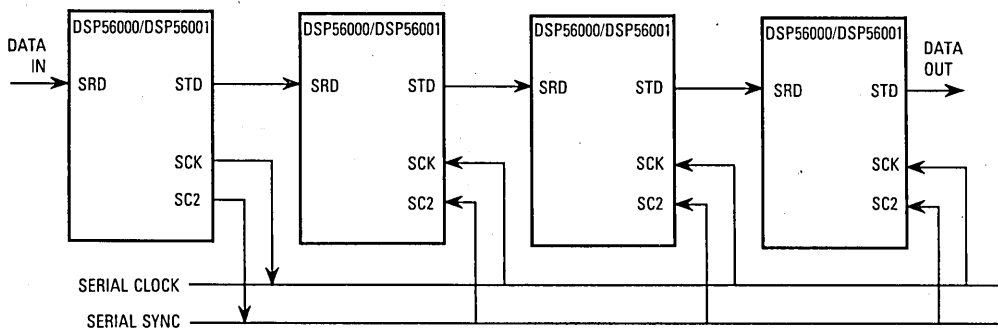 DSP56000/DSP56001
DSP56000/DSP56001
DSP56000/DSP56001
DSP56000/DSP56001
DATA
IN
DATA
OUT
SRD
STD
SRD
STD
SRD
STD
SRD
STD
SCK
SCK
SCK
SCK
SC2
SC2
SC2
SC2
SERIAL CLOCK
SERIAL SYNC